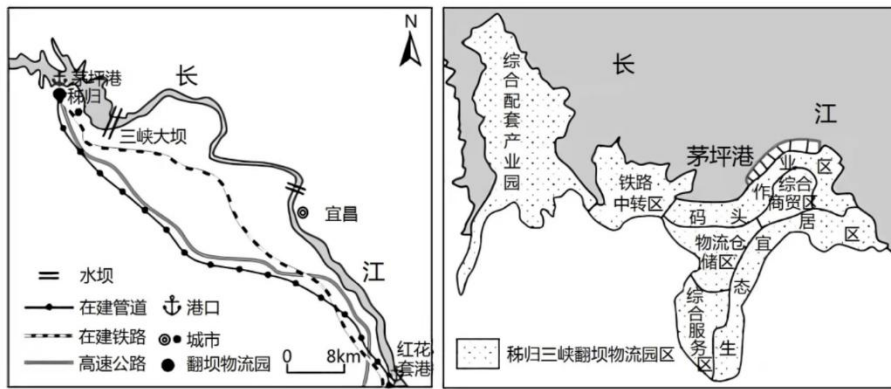 N
长
江
茅坪港
秭归
三峡大坝
宜昌
水坝
在建管道
港口
在建铁路
城市
高速公路
翻坝物流园
0 8km
红花
套港
长
江
综合配套产业园
茅坪港
铁路
中转区
码头作业区
综合
商贸区
物流仓
储区
生态宜居区
综合服务区
秭归三峡翻坝物流园区